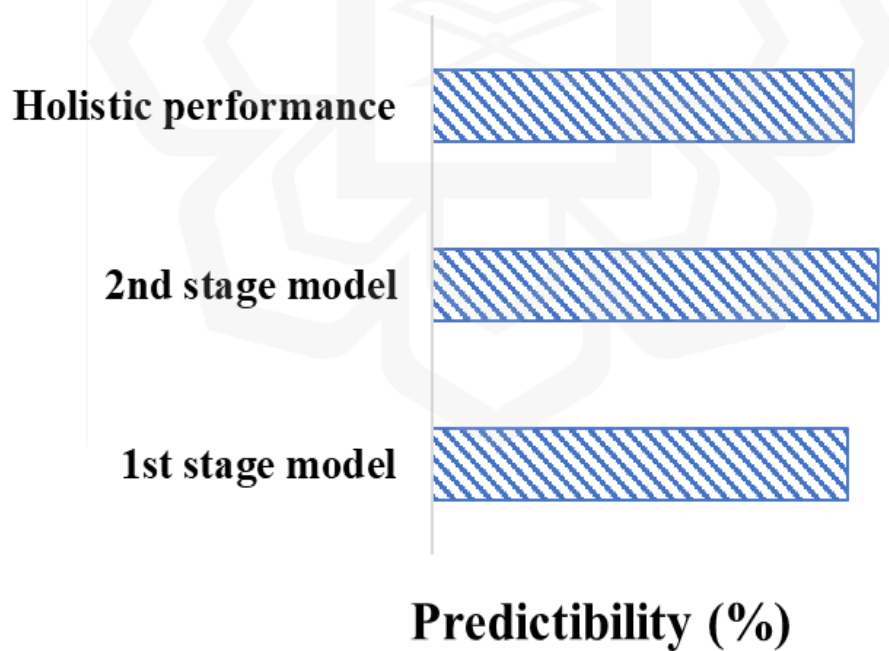 Holistic performance
2nd stage model
1st stage model
Predictibility (%)